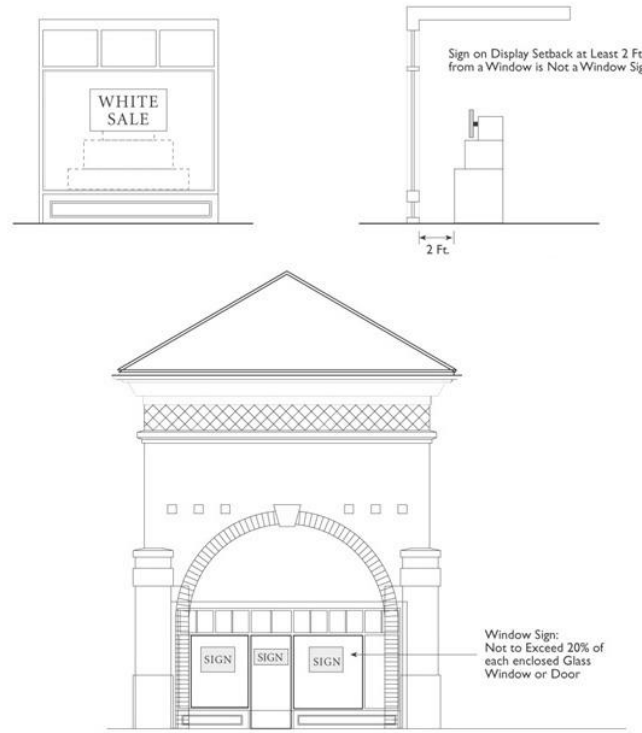 WHITE
SALE
Sign on Display Setback at Least 2 Ft
from a Window is Not a Window Sig
2 Ft.
SIGN
SIGN
SIGN
Window Sign:
Not to Exceed 20% of
each enclosed Glass
Window or Door